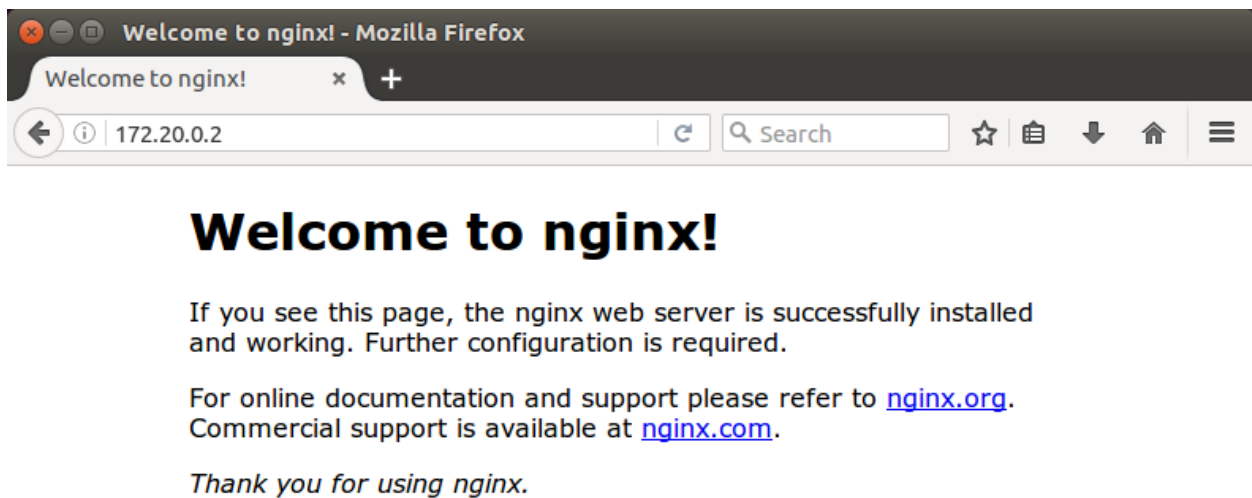 Welcome to nginx! - Mozilla Firefox
Welcome to nginx!
172.20.0.2
Search
Welcome to nginx!
If you see this page, the nginx web server is successfully installed
and working. Further configuration is required.
For online documentation and support please refer to nginx.org.
Commercial support is available at nginx.com.
Thank you for using nginx.